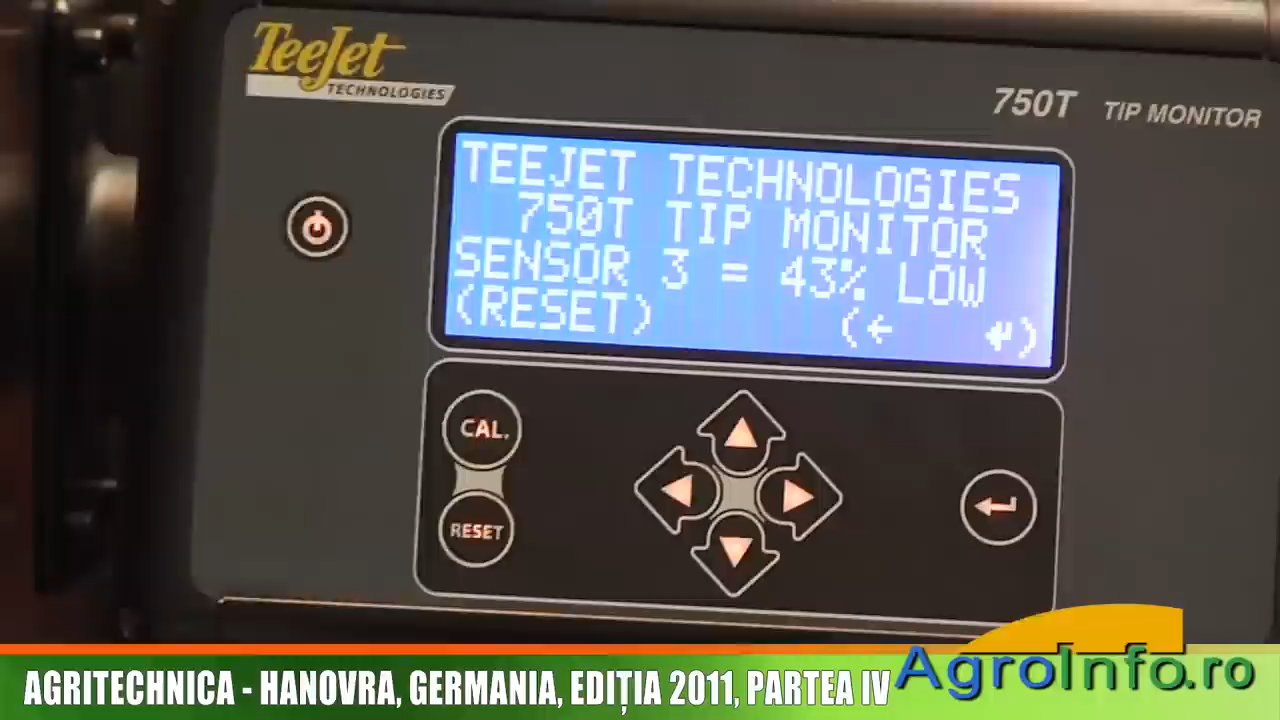 TeeJet
TECHNOLOGIES
750T TIP MONITOR
TEEJET TECHNOLOGIES
750T TIP MONITOR
SENSOR 3 = 43% LOW
(RESET) (← ↵)
CAL.
RESET
AGRITECHNICA - HANOVRA, GERMANIA, EDIȚIA 2011, PARTEA IV
AgroInfo.ro